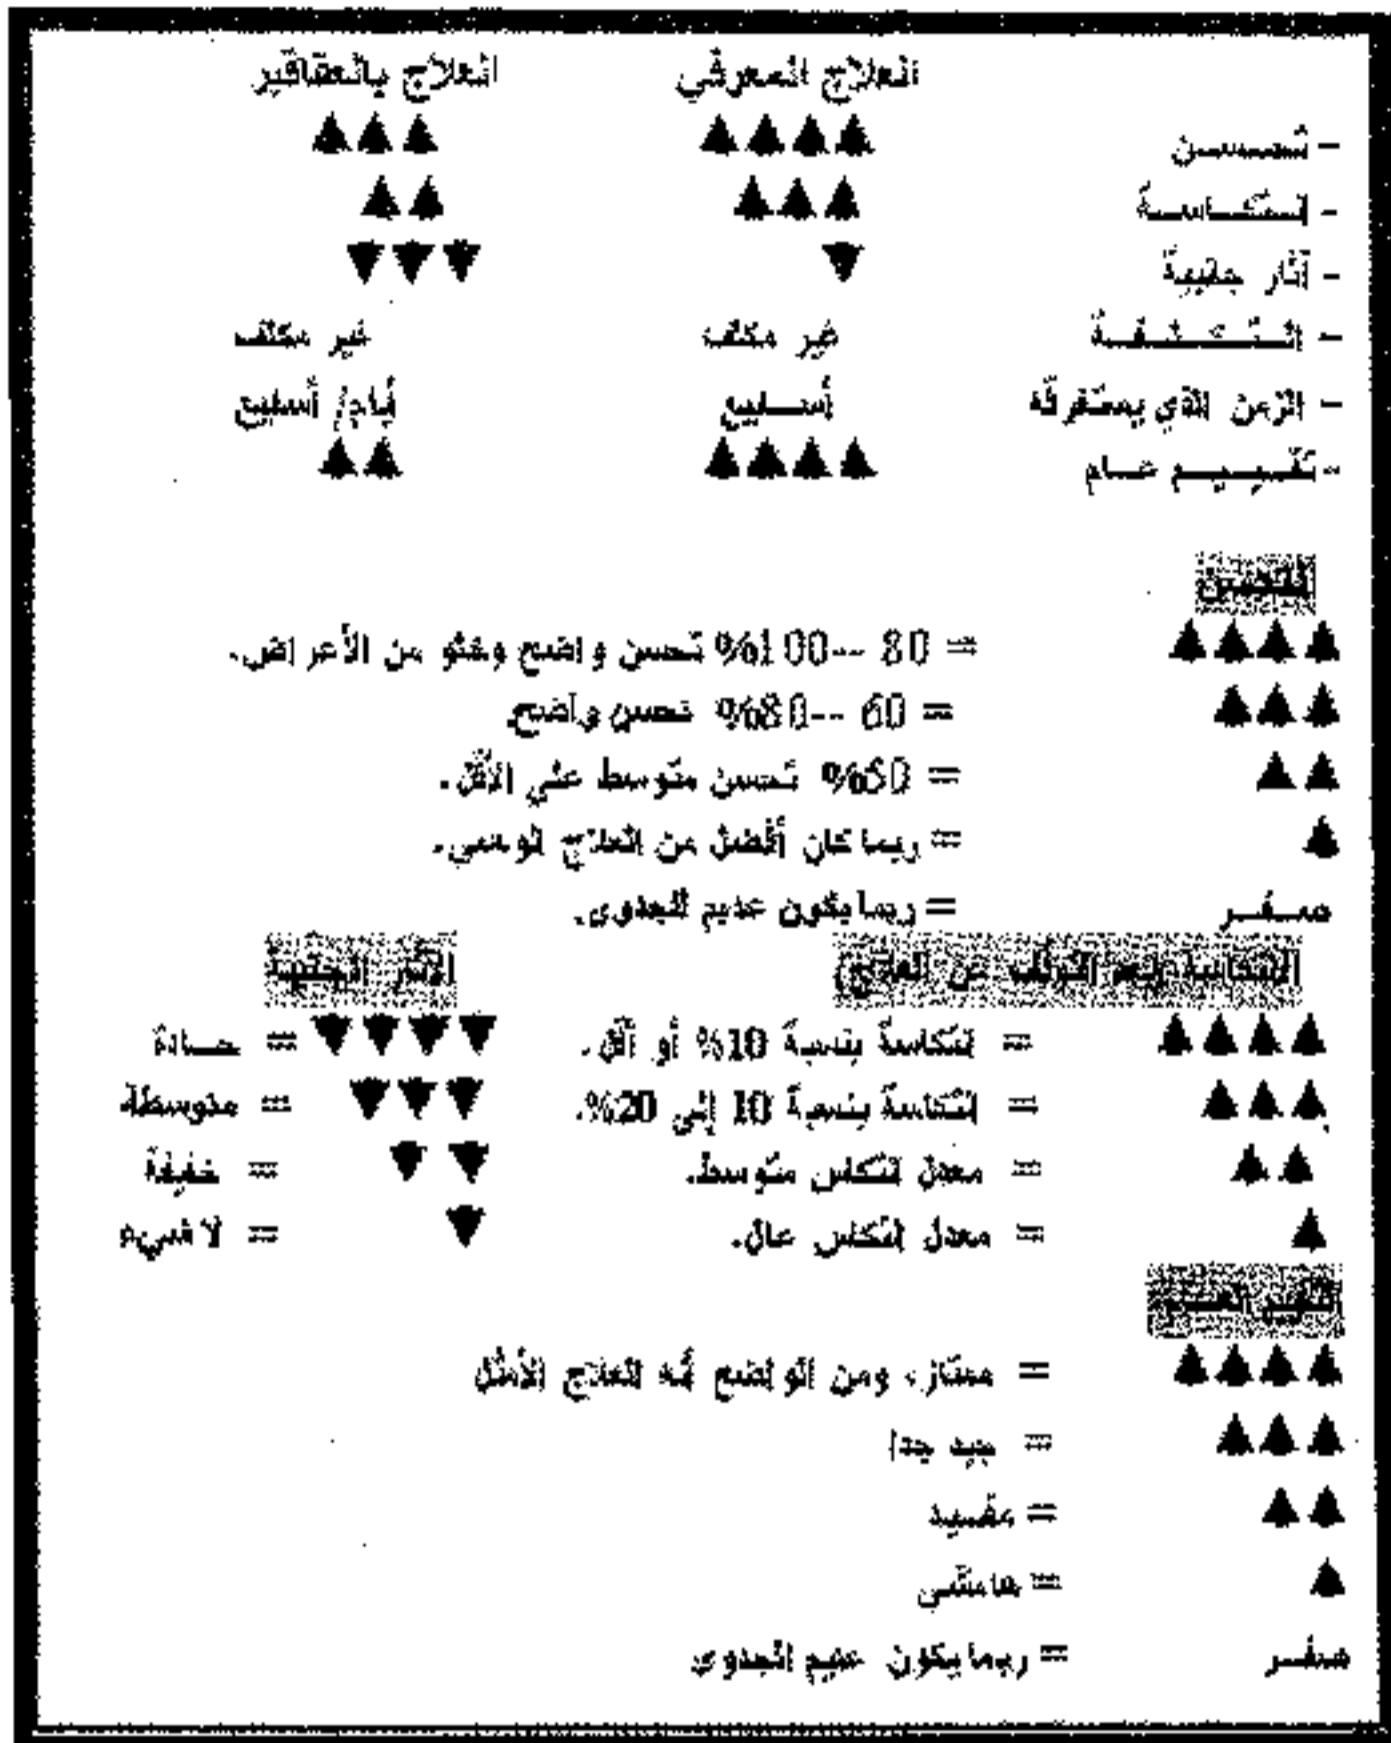 العلاج المعرفي العلاج بالعقاقير
- تحسن ▲▲▲▲ ▲▲▲
- انتكاسة ▲▲▲ ▲▲
- آثار جانبية ▼ ▼▼▼
- التكلفة غير مكلف غير مكلف
- الزمن الذي يستغرقه أسابيع أيام/ أسابيع
- تقييم عام ▲▲▲▲ ▲▲
التحسن
▲▲▲▲ = 80 --100% تحسن واضح وخلو من الأعراض.
▲▲▲ = 60 --80% تحسن واضح
▲▲ = 50% تحسن متوسط على الأقل.
▲ = ربما كان أفضل من العلاج الوهمي.
صفر = ربما يكون عديم الجدوى.
الانتكاسة (بعد التوقف عن العلاج) الآثار الجانبية
▲▲▲▲ = انتكاسة بنسبة 10% أو أقل. ▼▼▼▼ = حادة
▲▲▲ = انتكاسة بنسبة 10 إلى 20%. ▼▼▼ = متوسطة
▲▲ = معدل انتكاس متوسط. ▼▼ = خفيفة
▲ = معدل انتكاس عال. ▼ = لا شيء
التقييم العام
▲▲▲▲ = ممتاز، ومن الواضح أنه العلاج الأمثل
▲▲▲ = جيد جدا
▲▲ = مفيد
▲ = هامشي
صفر = ربما يكون عديم الجدوى